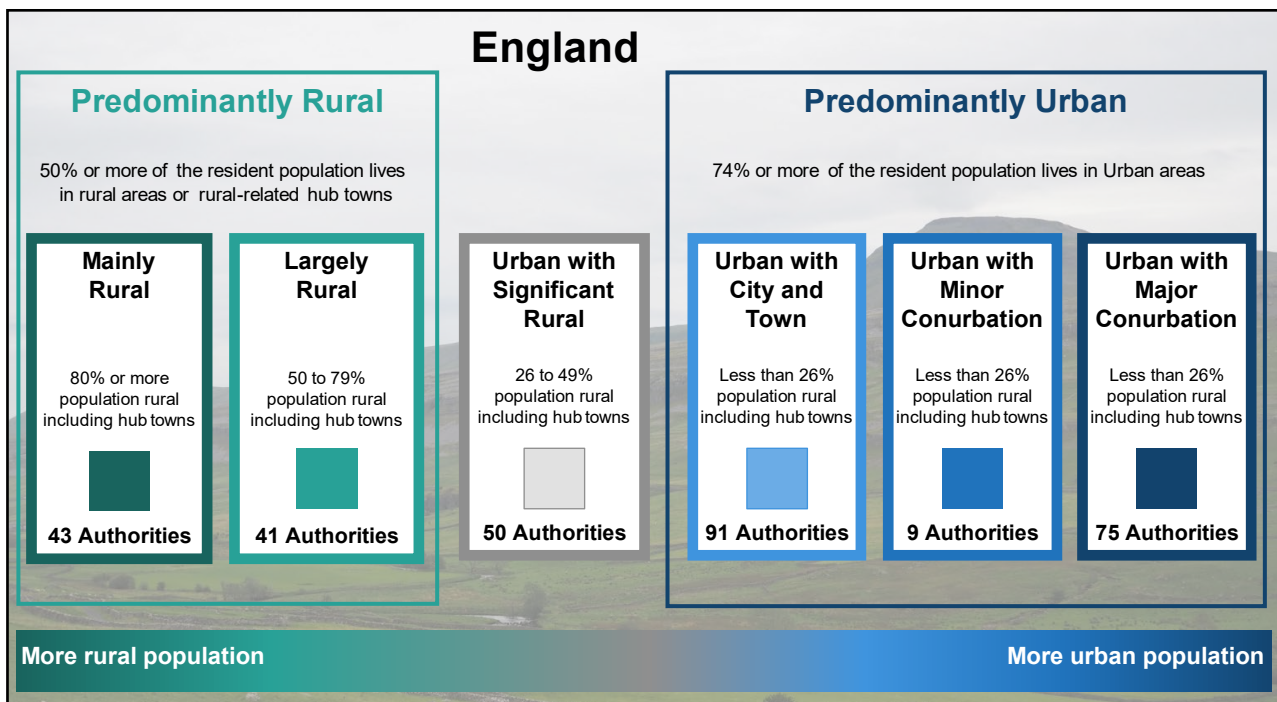 England
Predominantly Rural
50% or more of the resident population lives
in rural areas or rural-related hub towns
Mainly
Rural
80% or more
population rural
including hub towns
43 Authorities
Largely
Rural
50 to 79%
population rural
including hub towns
41 Authorities
Urban with
Significant
Rural
26 to 49%
population rural
including hub towns
50 Authorities
Predominantly Urban
74% or more of the resident population lives in Urban areas
Urban with
City and
Town
Less than 26%
population rural
including hub towns
91 Authorities
Urban with
Minor
Conurbation
Less than 26%
population rural
including hub towns
9 Authorities
Urban with
Major
Conurbation
Less than 26%
population rural
including hub towns
75 Authorities
More rural population
More urban population